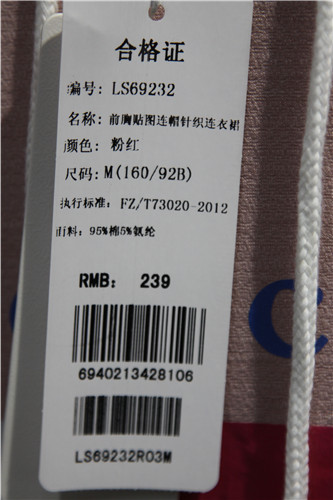 合格证
编号: LS69232
名称: 前胸贴图连帽针织连衣裙
颜色: 粉红
尺码: M(160/92B)
执行标准: FZ/T73020-2012
面料: 95%棉5%氨纶
RMB: 239
6940213428106
LS69232R03M
C